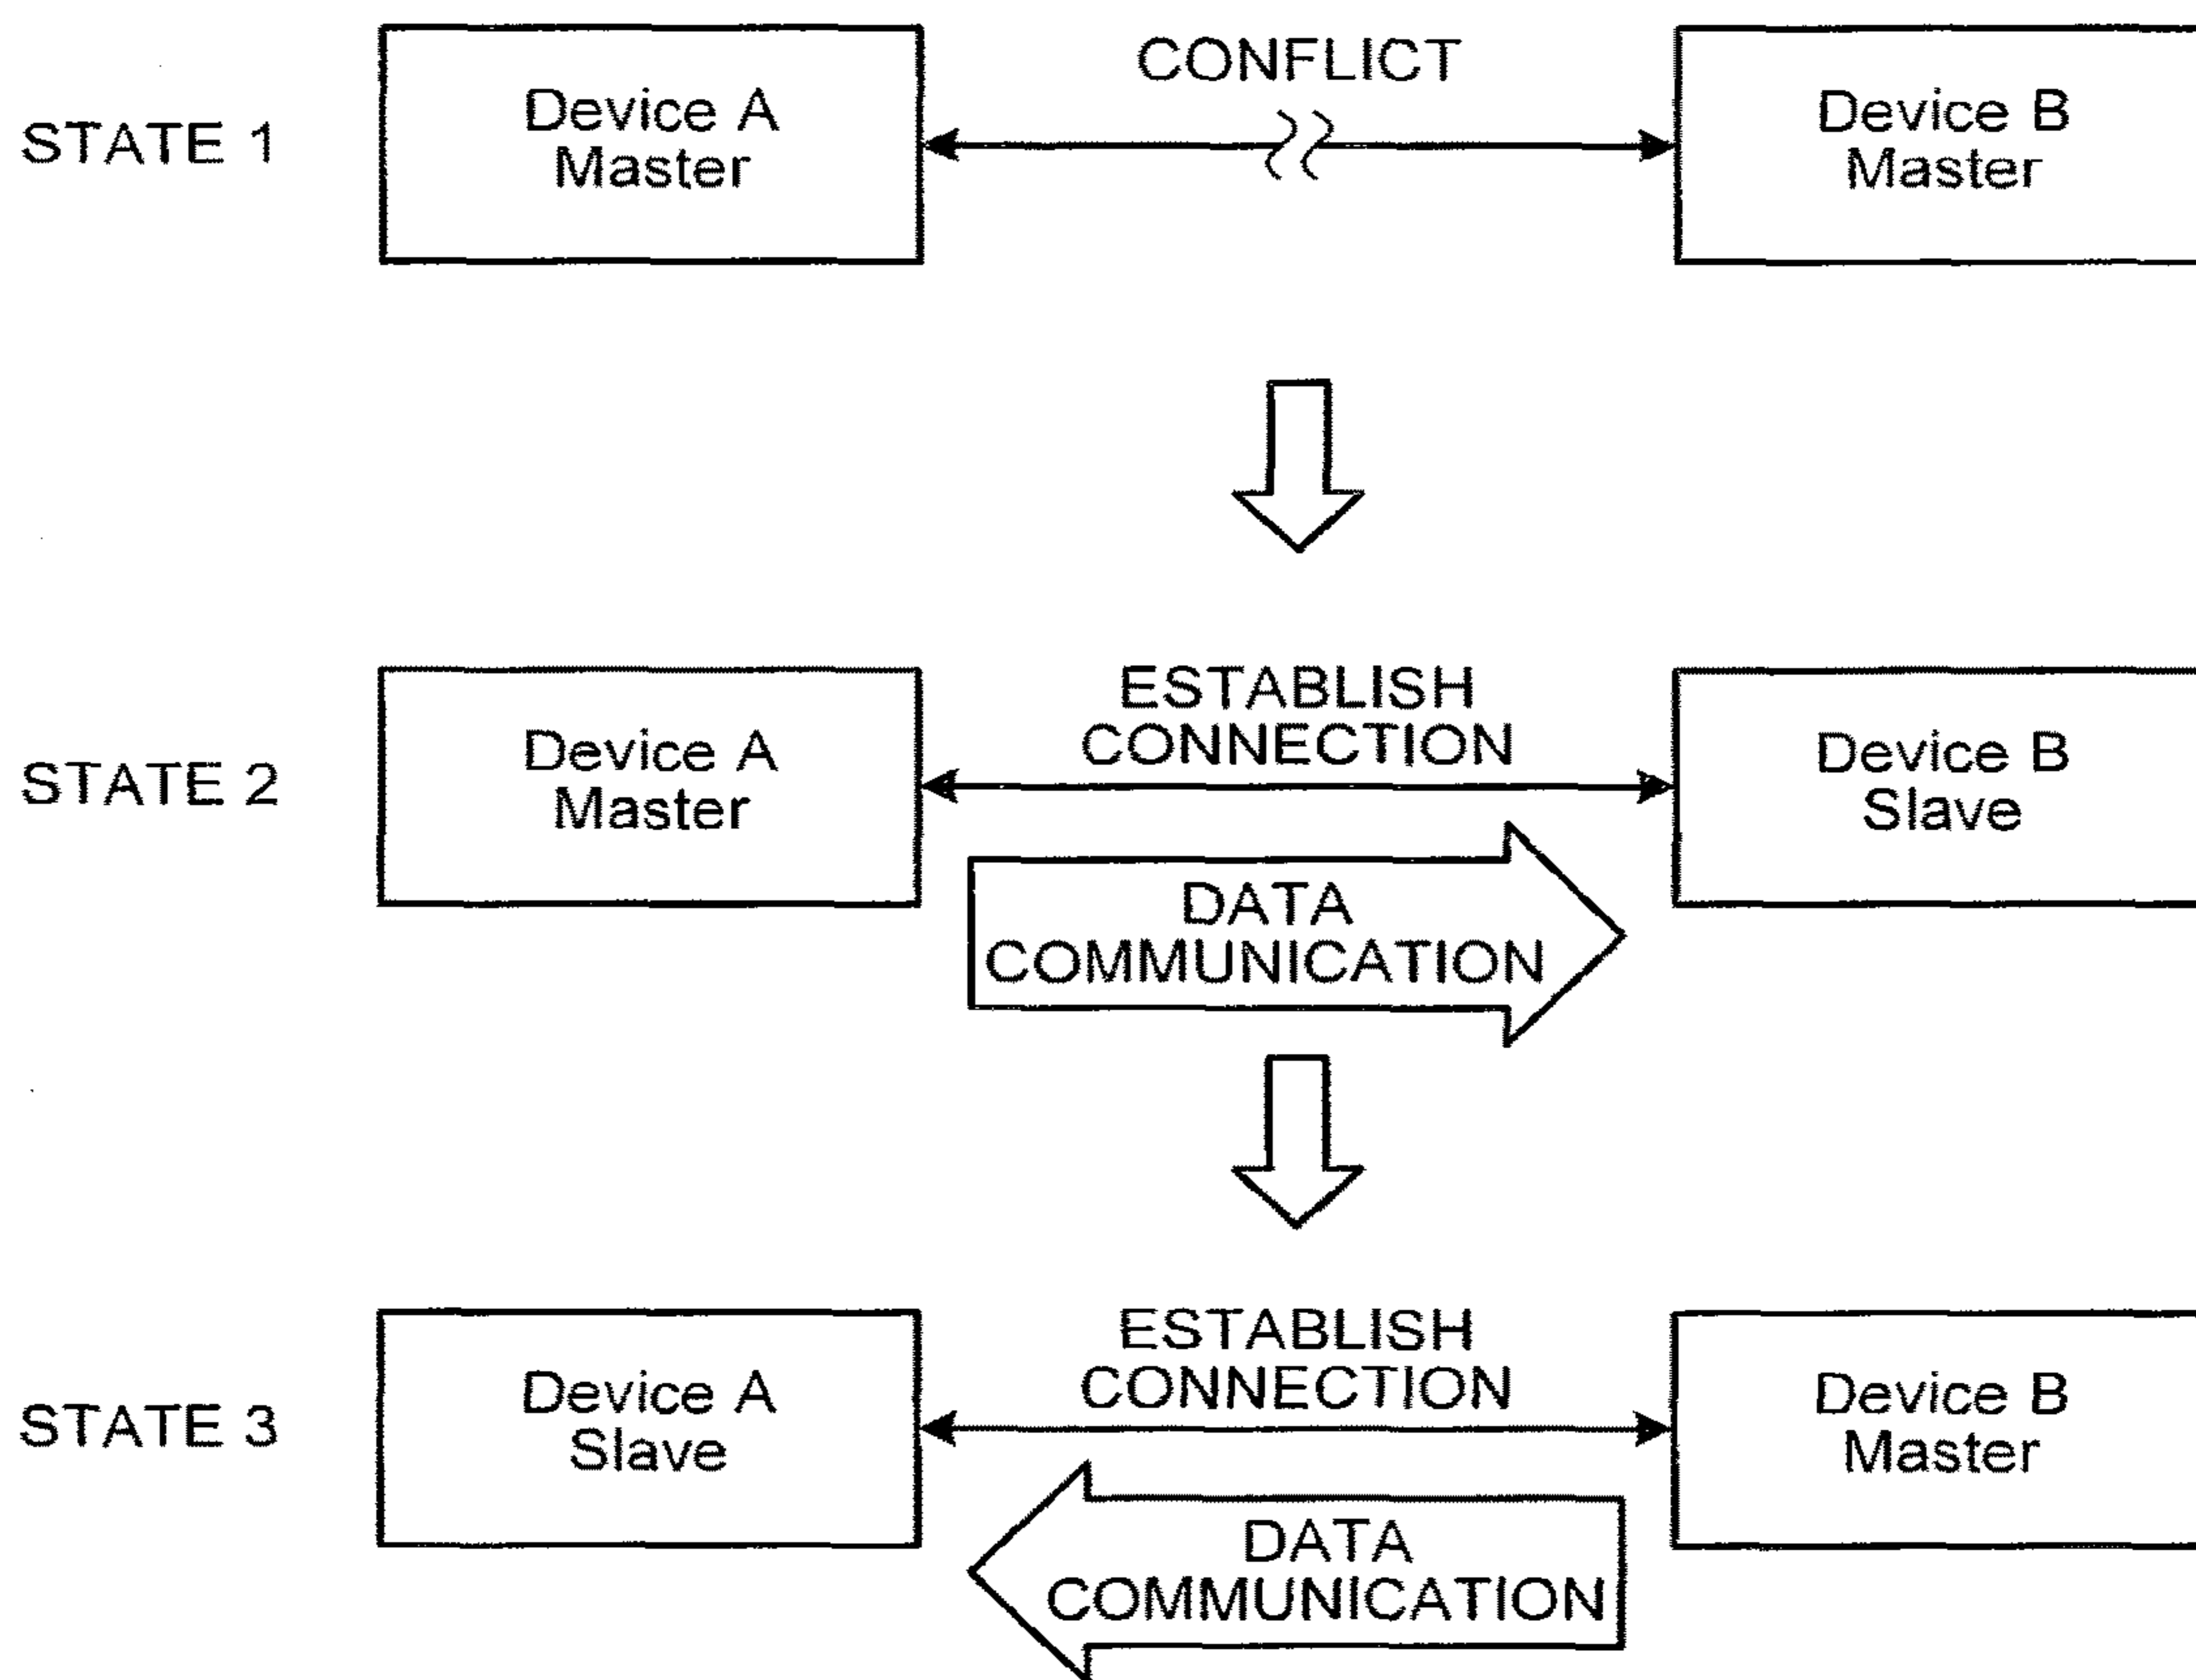 CONFLICT
STATE 1
Device A
Master
Device B
Master
ESTABLISH
CONNECTION
STATE 2
Device A
Master
Device B
Slave
DATA
COMMUNICATION
ESTABLISH
CONNECTION
STATE 3
Device A
Slave
Device B
Master
DATA
COMMUNICATION